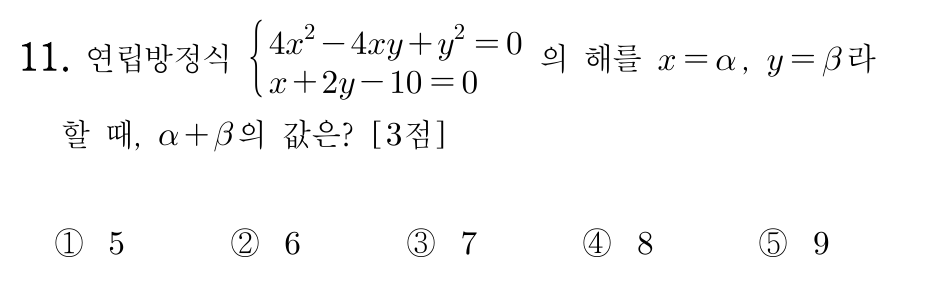 11. 연립방정식 { 4x² − 4xy + y² = 0
x + 2y − 10 = 0 의 해를 x = α, y = β라
할 때, α + β의 값은? [3점]
① 5 ② 6 ③ 7 ④ 8 ⑤ 9